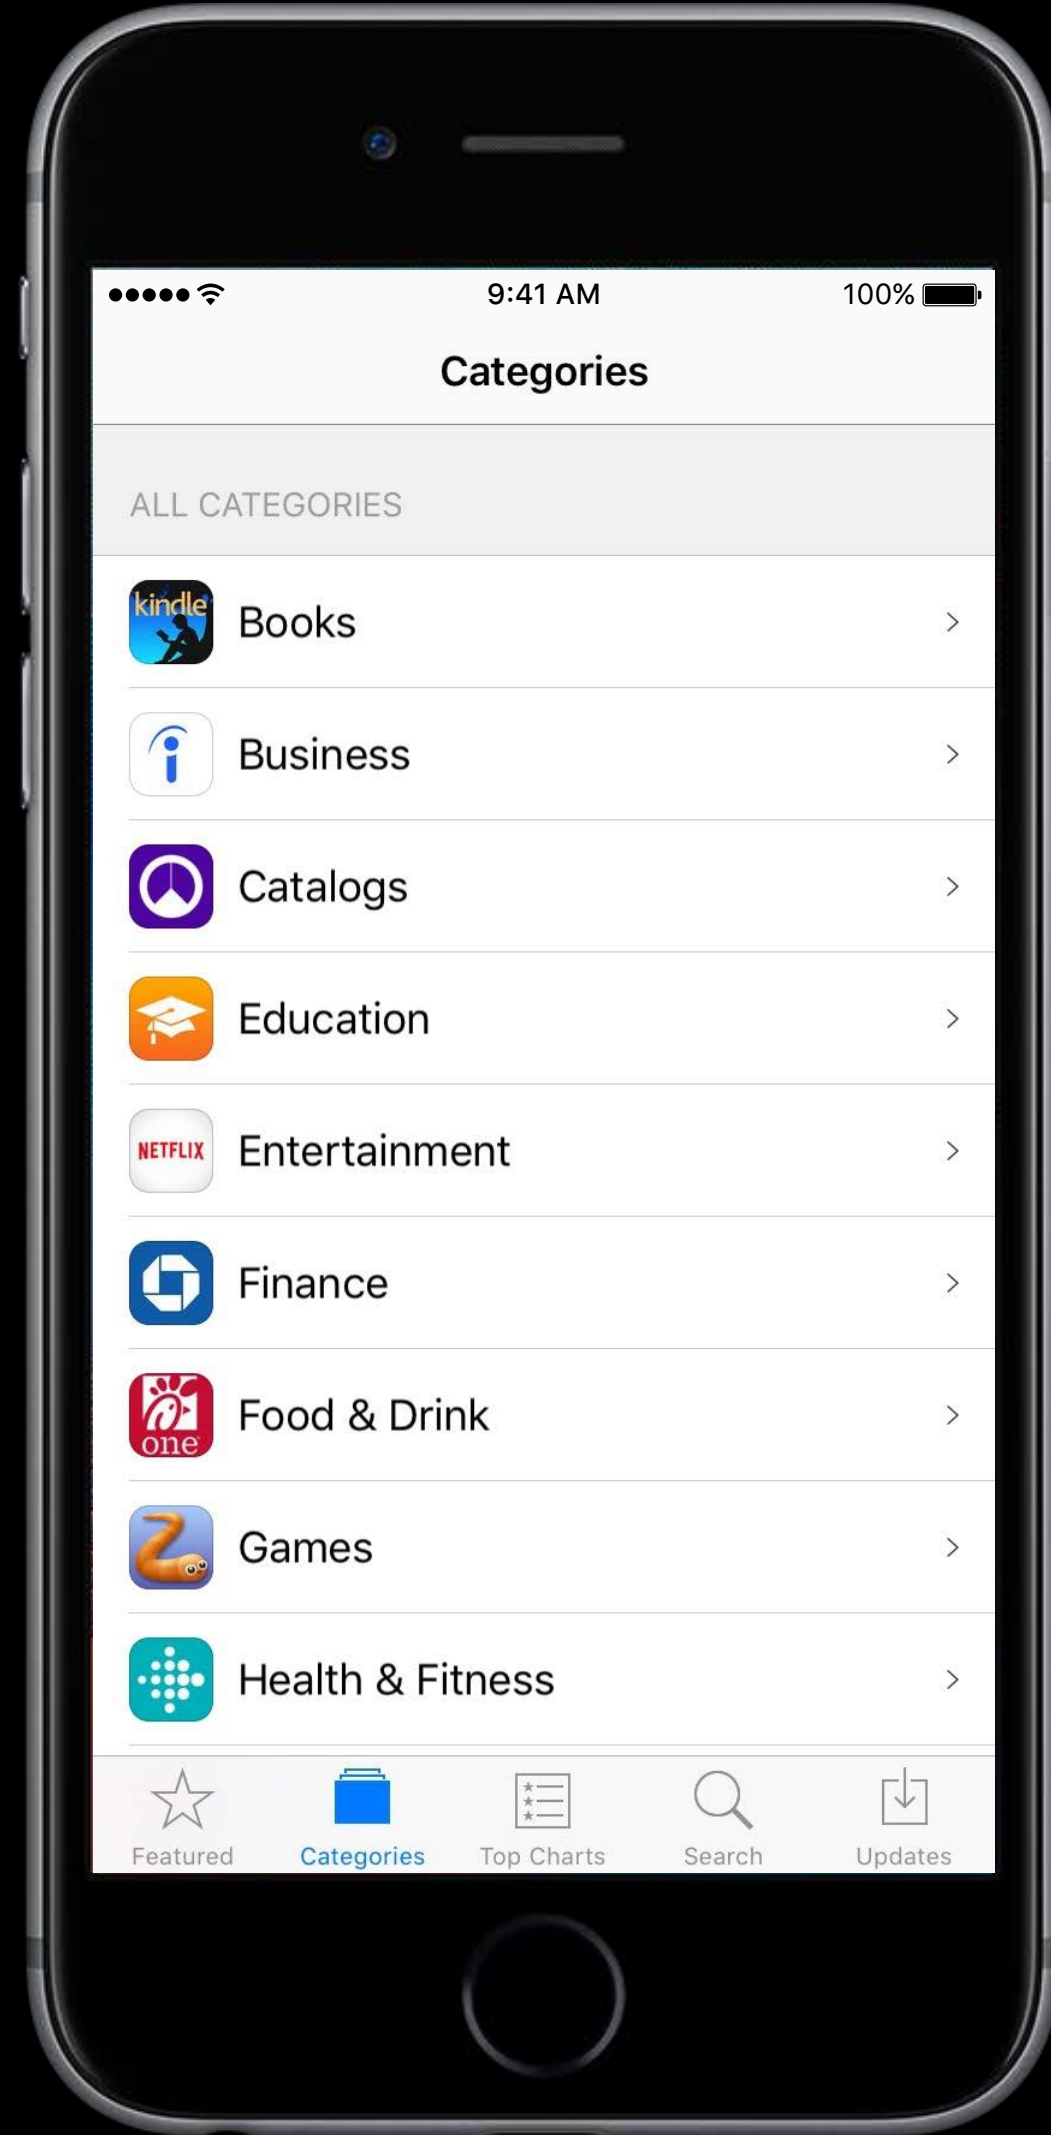 9:41 AM 100%
Categories
ALL CATEGORIES
kindle
Books
Business
Catalogs
Education
NETFLIX
Entertainment
Finance
one
Food & Drink
Games
Health & Fitness
Featured Categories Top Charts Search Updates